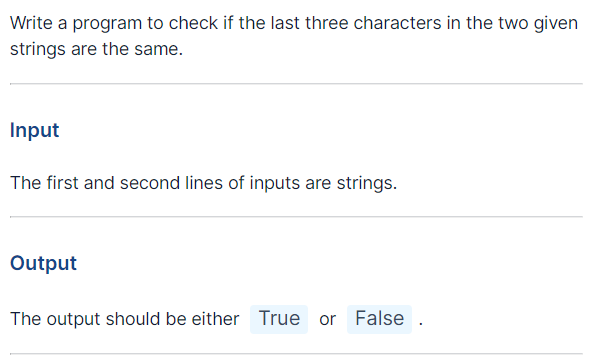 Write a program to check if the last three characters in the two given
strings are the same.
Input
The first and second lines of inputs are strings.
Output
The output should be either True or False .